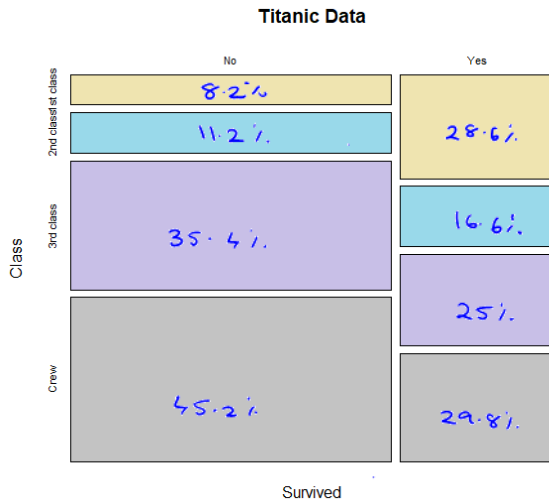 Titanic Data
No
Yes
1st class
8.2%
28.6%
2nd class
11.2%
16.6%
3rd class
35.4%
25%
Class
Crew
45.2%
29.8%
Survived